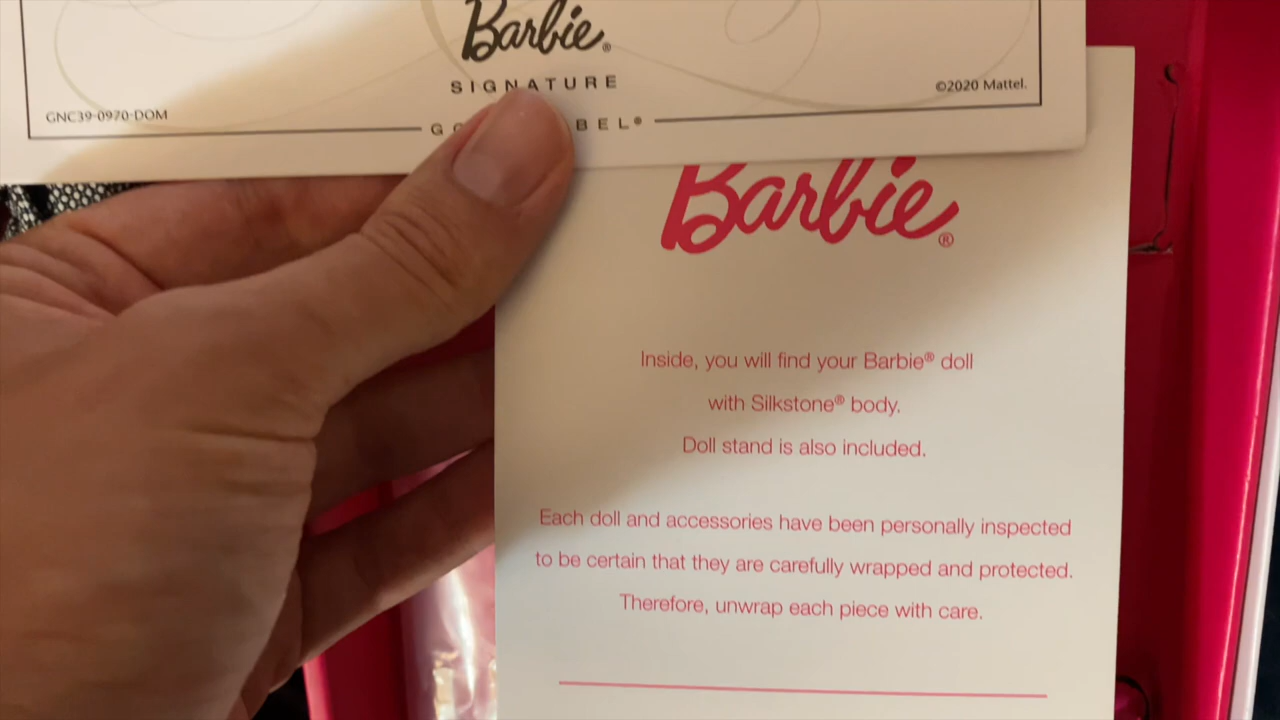 Barbie®
SIGNATURE
©2020 Mattel.
GNC39-0970-DOM
Barbie®
Inside, you will find your Barbie® doll
with Silkstone® body.
Doll stand is also included.
Each doll and accessories have been personally inspected
to be certain that they are carefully wrapped and protected.
Therefore, unwrap each piece with care.